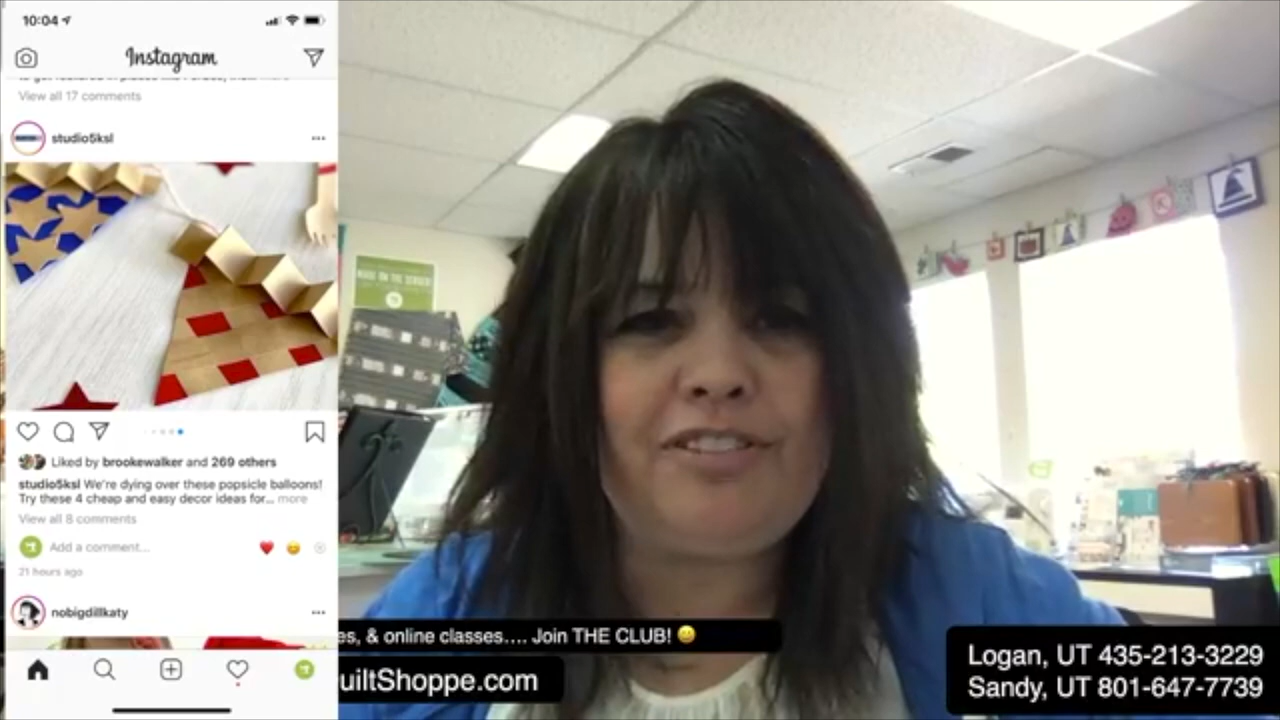 10:04
Instagram
View all 17 comments
studio5ksl
Liked by brookewalker and 269 others
studio5ksl We're dying over these popsicle balloons!
Try these 4 cheap and easy decor ideas for... more
View all 8 comments
Add a comment...
21 hours ago
nobigdillkaty
MADE ON THE
es, & online classes.... Join THE CLUB! 😀
uiltShoppe.com
Logan, UT 435-213-3229
Sandy, UT 801-647-7739